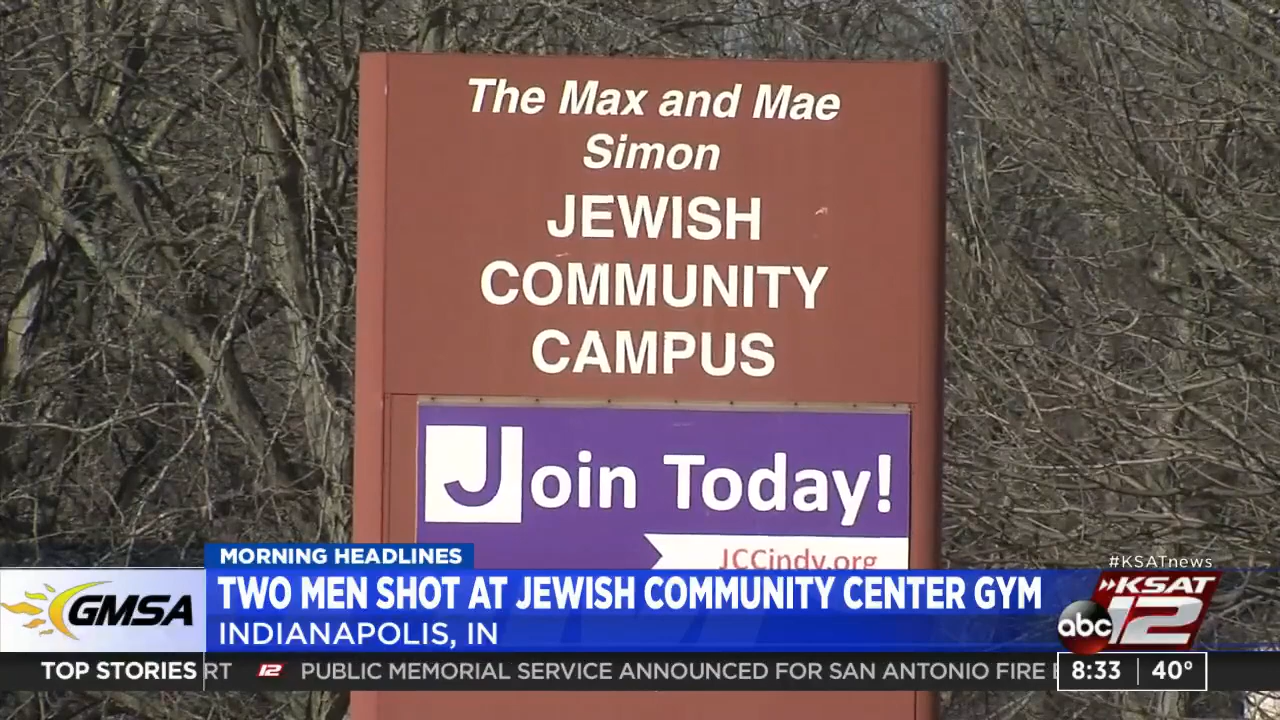 The Max and Mae
Simon
JEWISH
COMMUNITY
CAMPUS
Join Today!
JCCindy.org
MORNING HEADLINES
#KSATnews
TWO MEN SHOT AT JEWISH COMMUNITY CENTER GYM
GMSA
INDIANAPOLIS, IN
KSAT
abc 12
TOP STORIES RT 12 PUBLIC MEMORIAL SERVICE ANNOUNCED FOR SAN ANTONIO FIRE
8:33 40°